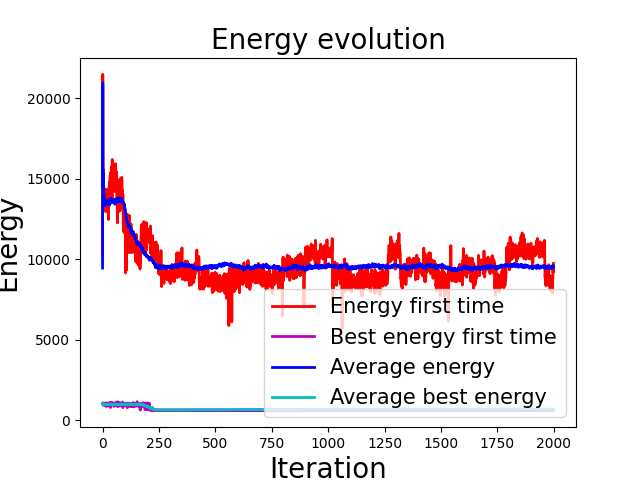 Energy evolution
Energy
20000
15000
10000
5000
0
Energy first time
Best energy first time
Average energy
Average best energy
0 250 500 750 1000 1250 1500 1750 2000
Iteration